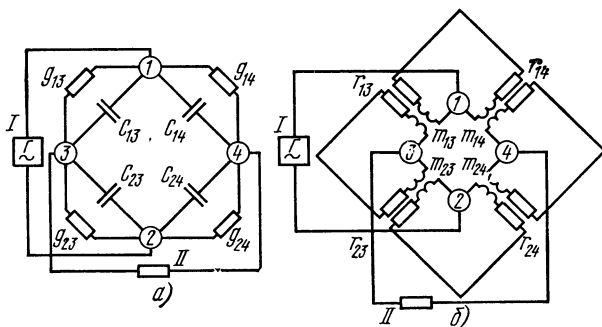 g₁₃
1
g₁₄
I
Г
~
C₁₃
C₁₄
3
4
C₂₃
C₂₄
g₂₃
2
g₂₄
II
а)
r₁₃
r₁₄
1
I
Г
~
m₁₃
m₁₄
3
4
m₂₃
m₂₄
2
r₂₃
r₂₄
II
б)